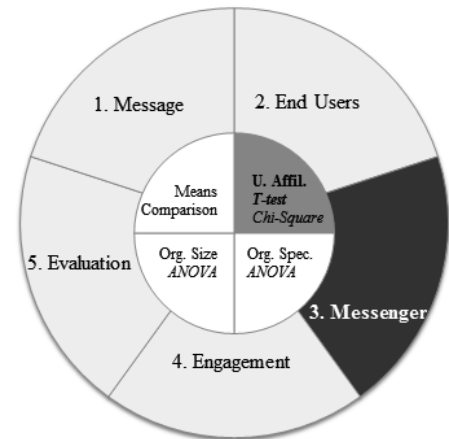 1. Message
2. End Users
Means
Comparison
U. Affil.
T-test
Chi-Square
Org. Size
ANOVA
Org. Spec.
ANOVA
5. Evaluation
3. Messenger
4. Engagement